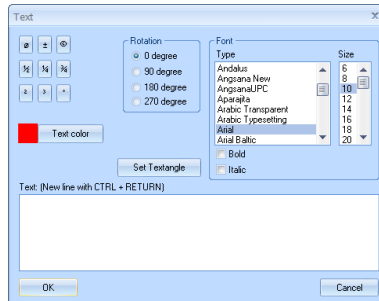 Text
x
ø ± ©
½ ¼ ¾
² ³ °
Rotation
0 degree
90 degree
180 degree
270 degree
Font
Type
Andalus
Angsana New
AngsanaUPC
Aparajita
Arabic Transparent
Arabic Typesetting
Arial
Arial Baltic
Size
6
8
10
12
14
16
18
20
Bold
Italic
Text color
Set Textangle
Text: (New line with CTRL + RETURN)
OK
Cancel